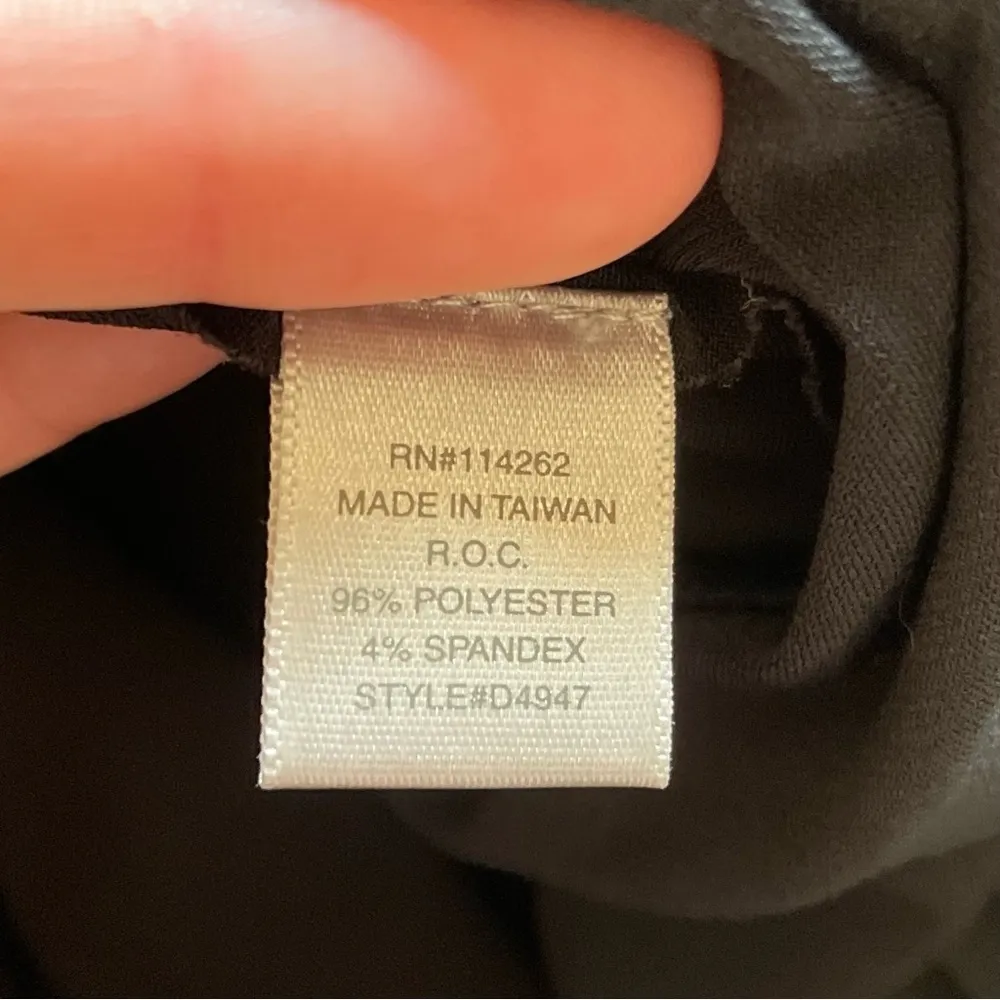 RN#114262
MADE IN TAIWAN
R.O.C.
96% POLYESTER
4% SPANDEX
STYLE#D4947